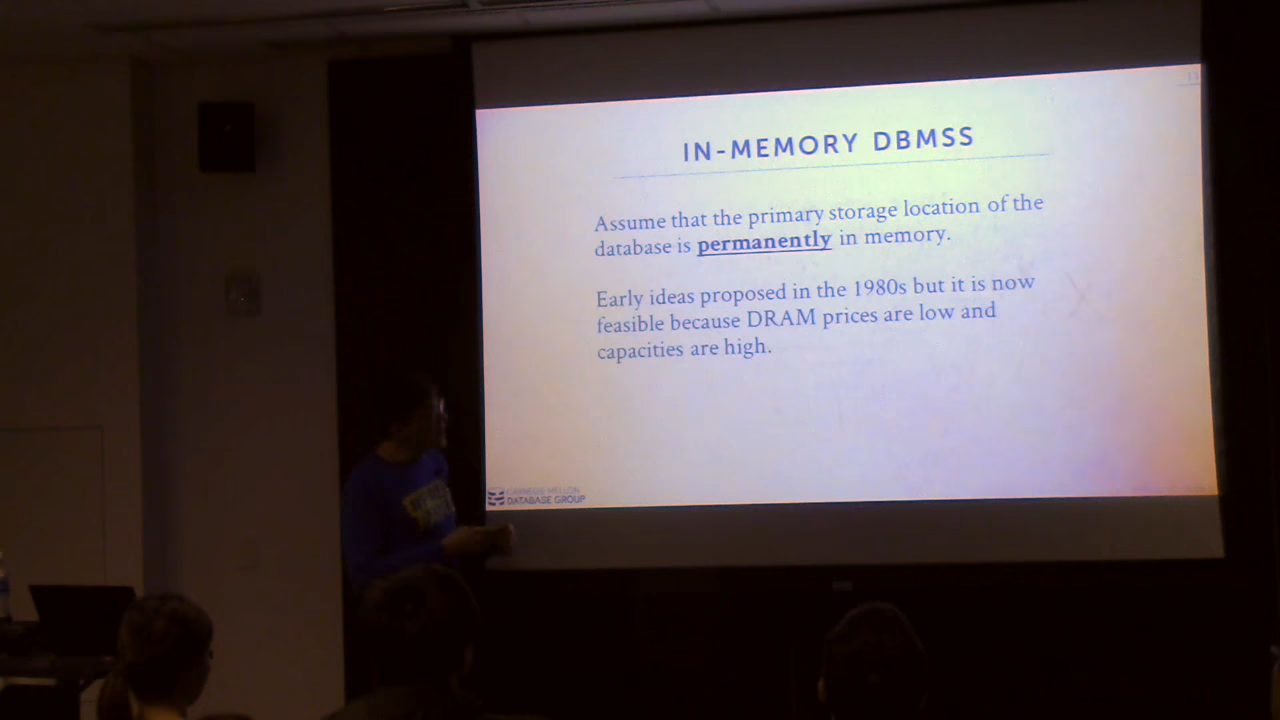 IN-MEMORY DBMSS
Assume that the primary storage location of the
database is permanently in memory.
Early ideas proposed in the 1980s but it is now
feasible because DRAM prices are low and
capacities are high.
CARNEGIE MELLON
DATABASE GROUP